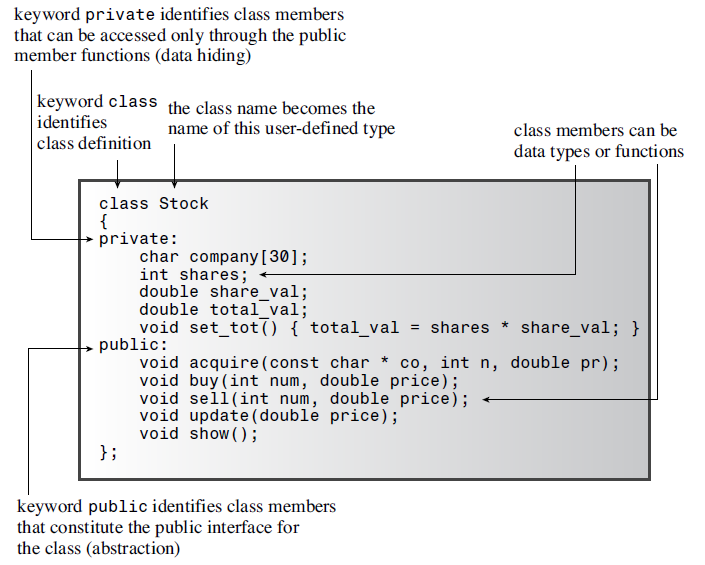 keyword private identifies class members
that can be accessed only through the public
member functions (data hiding)
keyword class
identifies
class definition
the class name becomes the
name of this user-defined type
class members can be
data types or functions
class Stock
{
private:
    char company[30];
    int shares;
    double share_val;
    double total_val;
    void set_tot() { total_val = shares * share_val; }
public:
    void acquire(const char * co, int n, double pr);
    void buy(int num, double price);
    void sell(int num, double price);
    void update(double price);
    void show();
};
keyword public identifies class members
that constitute the public interface for
the class (abstraction)